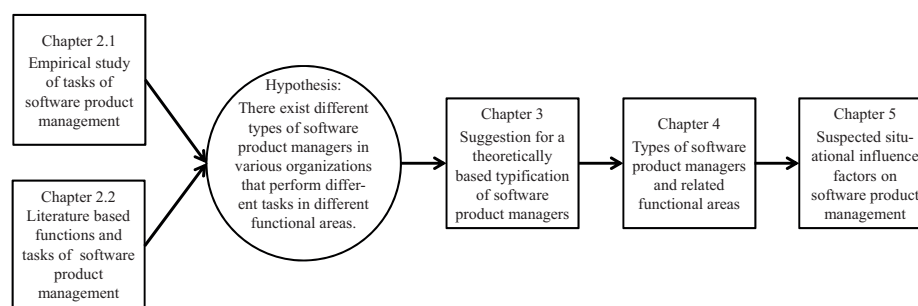 Chapter 2.1
Empirical study
of tasks of
software product
management
Chapter 2.2
Literature based
functions and
tasks of software
product
management
Hypothesis:
There exist different
types of software
product managers in
various organizations
that perform differ-
ent tasks in different
functional areas.
Chapter 3
Suggestion for a
theoretically
based typification
of software
product managers
Chapter 4
Types of software
product managers
and related
functional areas
Chapter 5
Suspected situ-
ational influence
factors on
software product
management